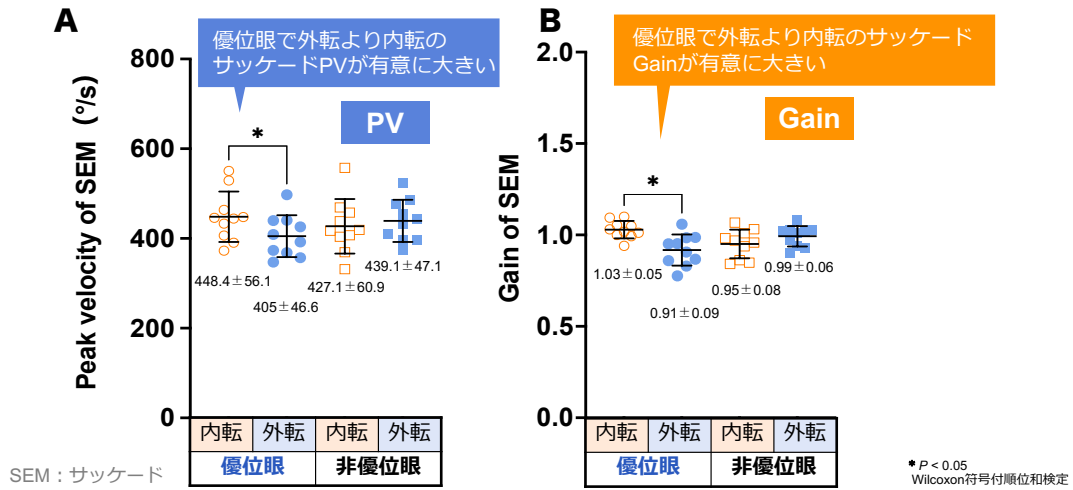 A
優位眼で外転より内転の
サッケードPVが有意に大きい
PV
Peak velocity of SEM (°/s)
800
600
400
200
0
*
448.4±56.1
405±46.6
427.1±60.9
439.1±47.1
内転 外転 内転 外転
優位眼 非優位眼
SEM：サッケード
B
優位眼で外転より内転のサッケード
Gainが有意に大きい
Gain
Gain of SEM
2.0
1.5
1.0
0.5
0.0
*
1.03±0.05
0.91±0.09
0.95±0.08
0.99±0.06
内転 外転 内転 外転
優位眼 非優位眼
* P < 0.05
Wilcoxon符号付順位和検定